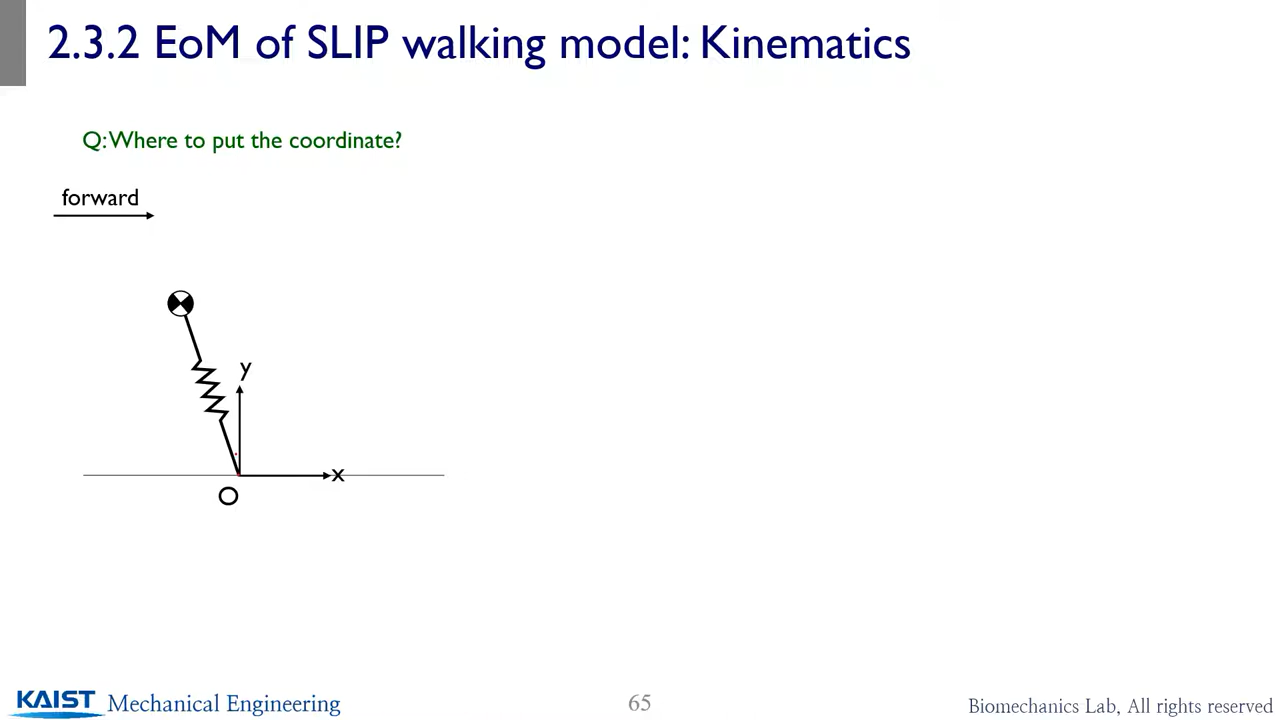 2.3.2 EoM of SLIP walking model: Kinematics
Q: Where to put the coordinate?
forward
y
x
O
KAIST Mechanical Engineering
65
Biomechanics Lab, All rights reserved